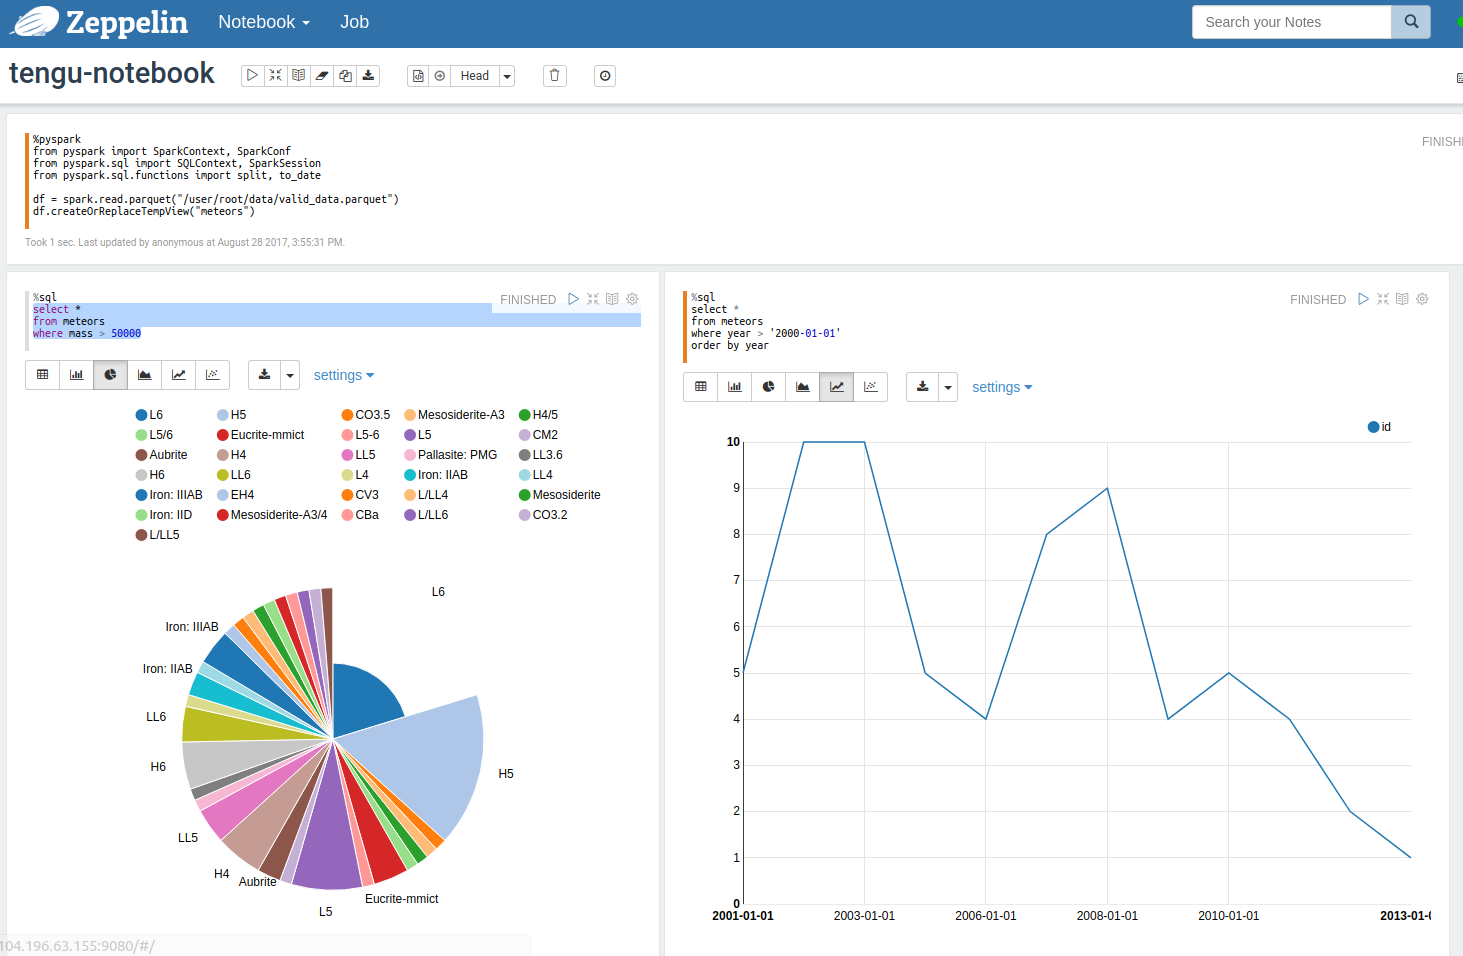 Zeppelin Notebook Job Search your Notes
tengu-notebook Head
%pyspark
from pyspark import SparkContext, SparkConf
from pyspark.sql import SQLContext, SparkSession
from pyspark.sql.functions import split, to_date
df = spark.read.parquet("/user/root/data/valid_data.parquet")
df.createOrReplaceTempView("meteors")
FINISH
Took 1 sec. Last updated by anonymous at August 28 2017, 3:55:31 PM.
%sql
select *
from meteors
where mass > 50000
FINISHED
settings
L6 H5 CO3.5 Mesosiderite-A3 H4/5
L5/6 Eucrite-mmict L5-6 L5 CM2
Aubrite H4 LL5 Pallasite: PMG LL3.6
H6 LL6 L4 Iron: IIAB LL4
Iron: IIIAB EH4 CV3 L/LL4 Mesosiderite
Iron: IID Mesosiderite-A3/4 CBa L/LL6 CO3.2
L/LL5
L6
Iron: IIIAB
Iron: IIAB
LL6
H6
H5
LL5
H4
Aubrite
Eucrite-mmict
L5
104.196.63.155:9080/#/
%sql
select *
from meteors
where year > '2000-01-01'
order by year
FINISHED
settings
id
10
9
8
7
6
5
4
3
2
1
0
2001-01-01 2003-01-01 2006-01-01 2008-01-01 2010-01-01 2013-01-0